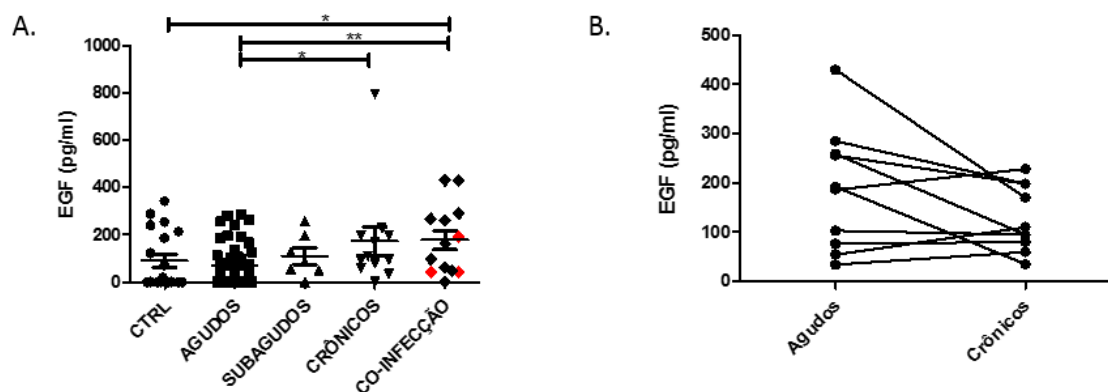 A.
*
**
*
EGF (pg/ml)
1000
800
600
400
200
0
CTRL
AGUDOS
SUBAGUDOS
CRÔNICOS
CO-INFECÇÃO
B.
EGF (pg/ml)
500
400
300
200
100
0
Agudos
Crônicos